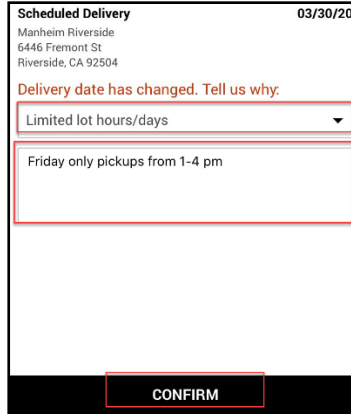 Scheduled Delivery 03/30/20
Manheim Riverside
6446 Fremont St
Riverside, CA 92504
Delivery date has changed. Tell us why:
Limited lot hours/days
Friday only pickups from 1-4 pm
CONFIRM